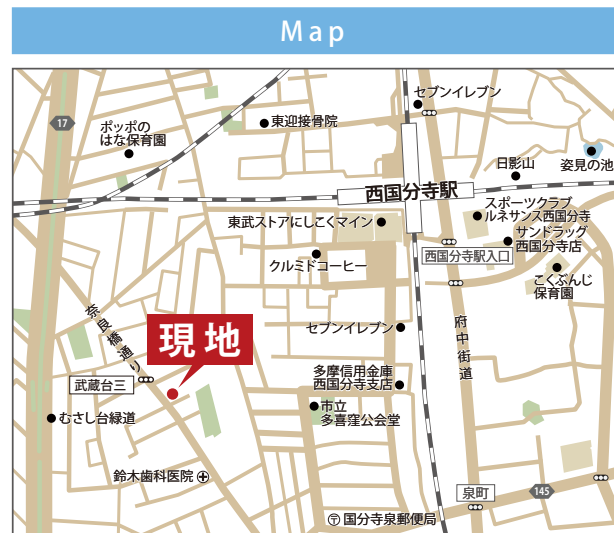 Map
セブンイレブン
17
東迎接骨院
ポッポの
はな保育園
日影山
姿見の池
西国分寺駅
スポーツクラブ
ルネサンス西国分寺
東武ストアにしこくマイン
サンドラッグ
西国分寺店
西国分寺駅入口
クルミドコーヒー
こくぶんじ
保育園
奈良橋通り
現地
セブンイレブン
府中街道
多摩信用金庫
西国分寺支店
武蔵台三
市立
多喜窪公会堂
むさし台緑道
鈴木歯科医院
泉町
145
国分寺泉郵便局